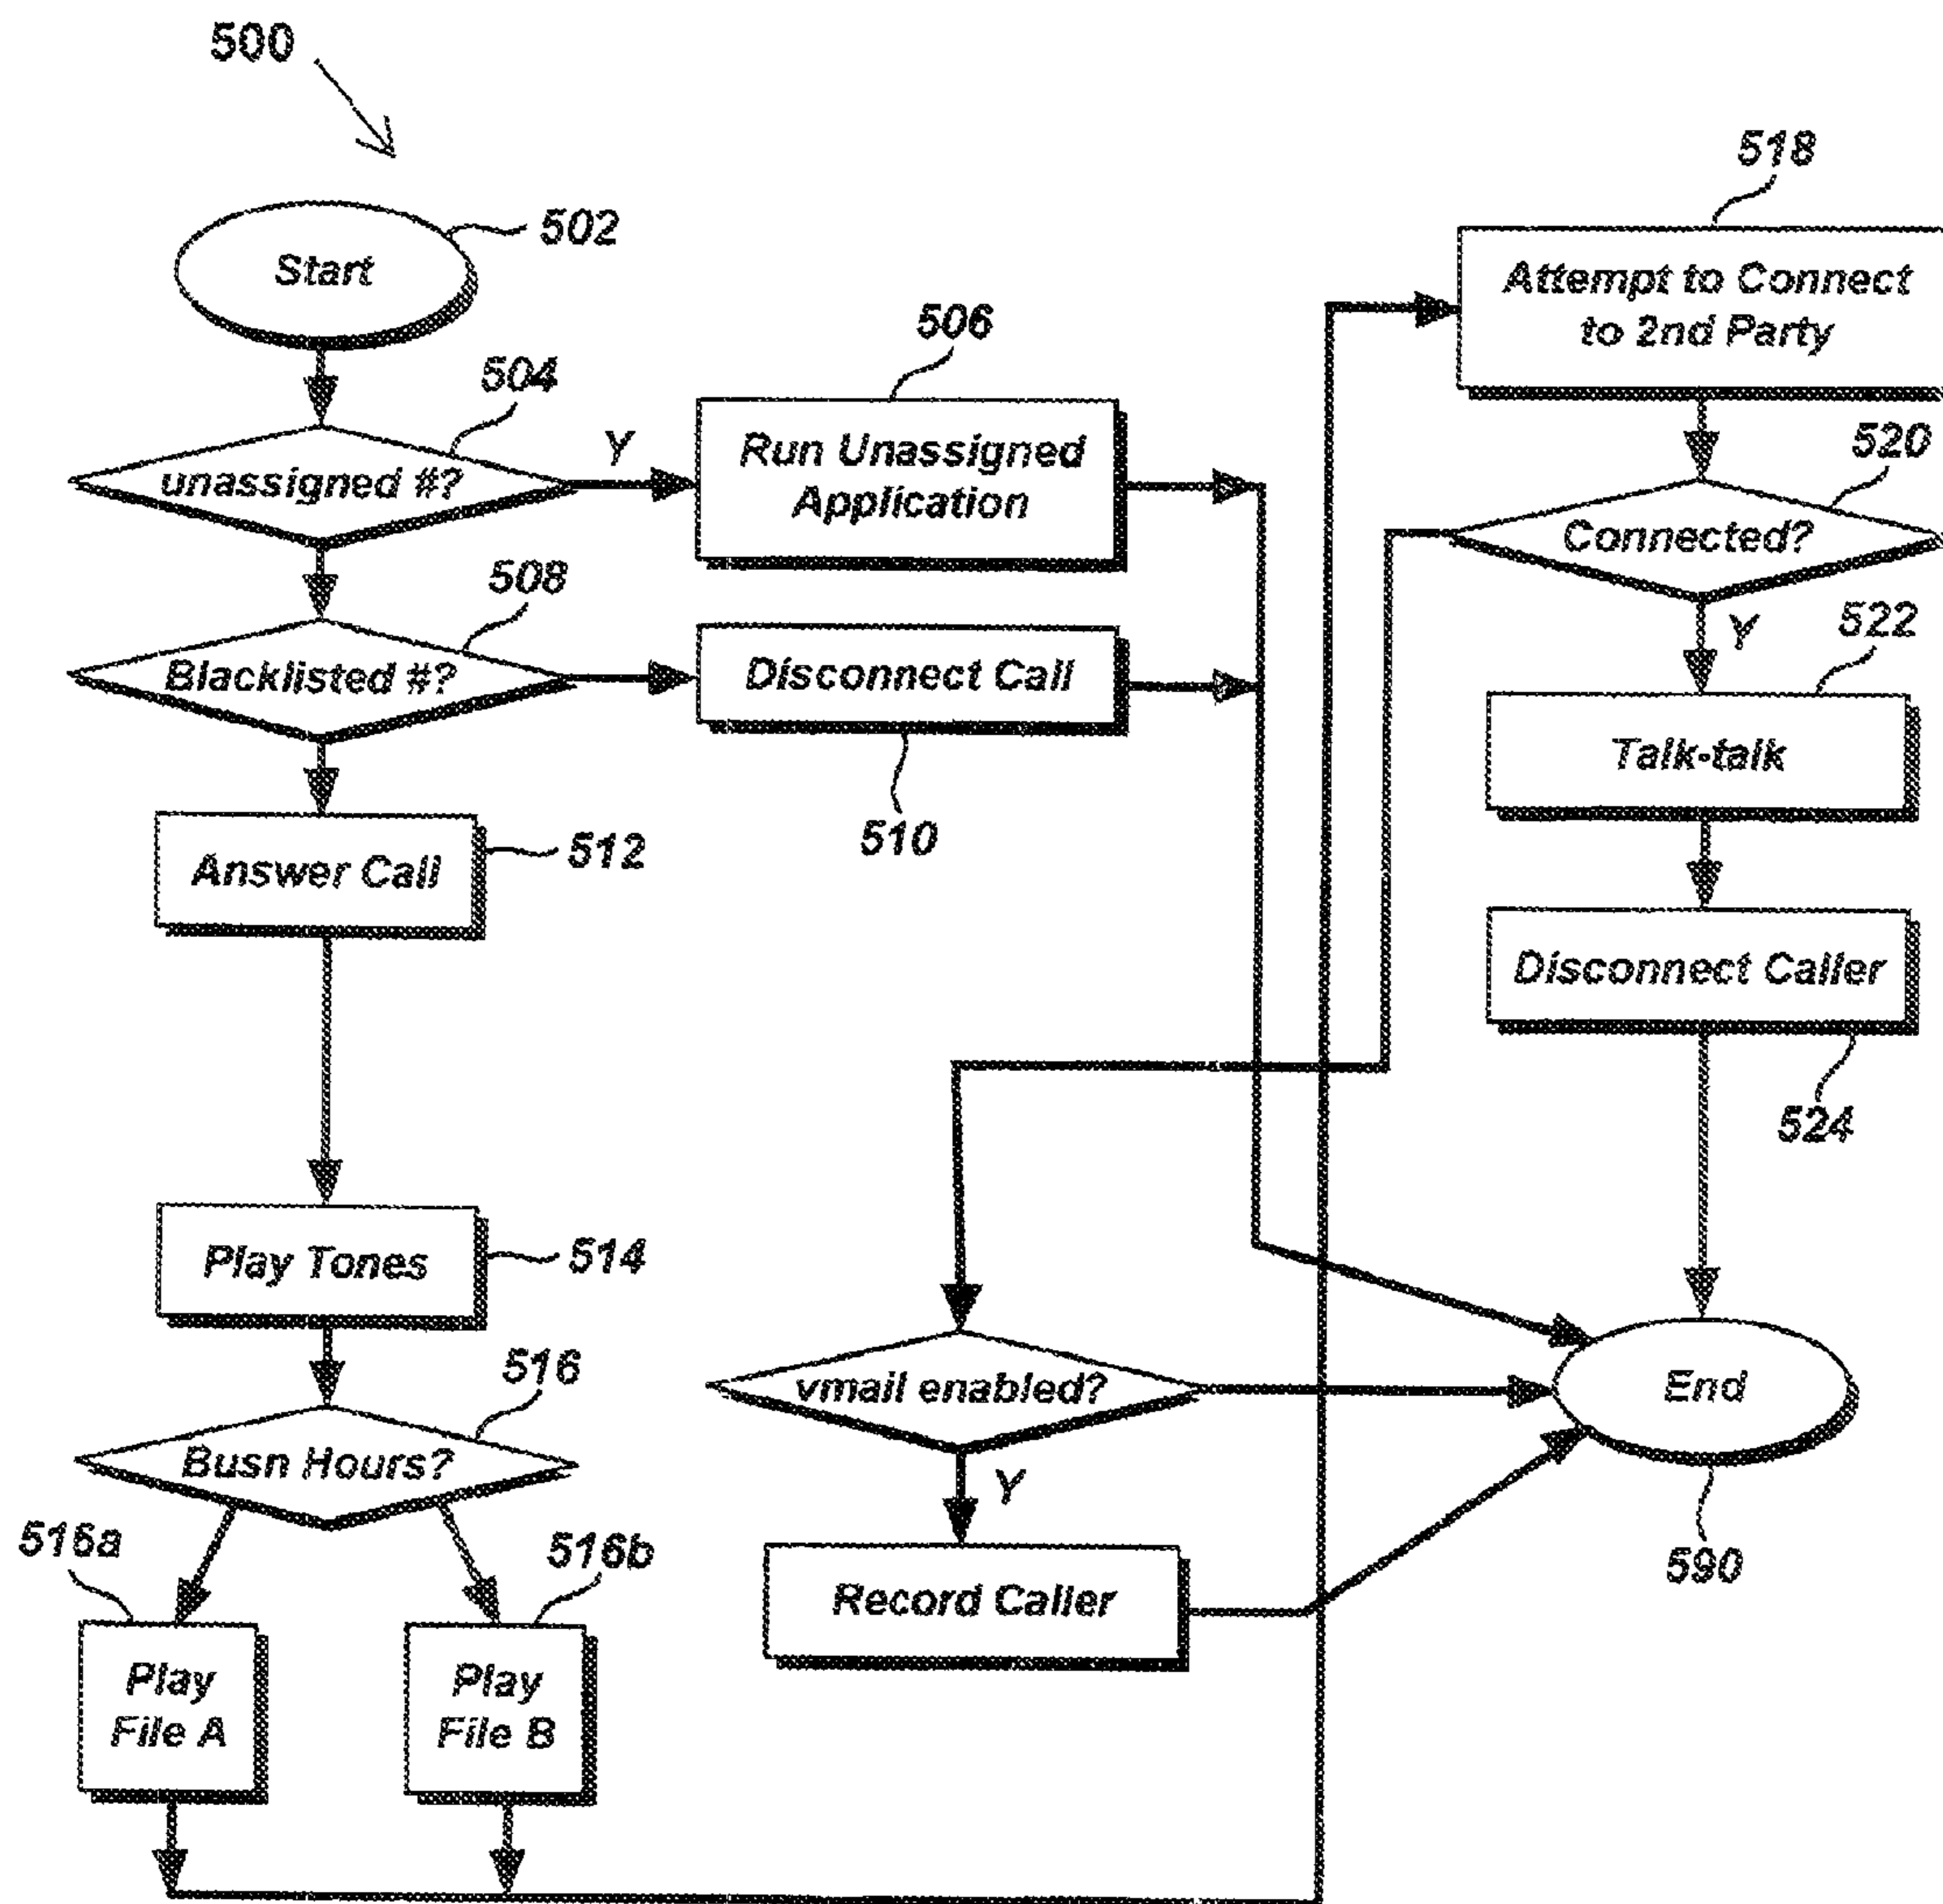 500
502
Start
504
unassigned #?
Y
506
Run Unassigned
Application
508
Blacklisted #?
Disconnect Call
510
Answer Call
512
Play Tones
514
516
Busn Hours?
516a
Play
File A
516b
Play
File B
518
Attempt to Connect
to 2nd Party
520
Connected?
Y
522
Talk-talk
Disconnect Caller
524
vmail enabled?
Y
Record Caller
End
590